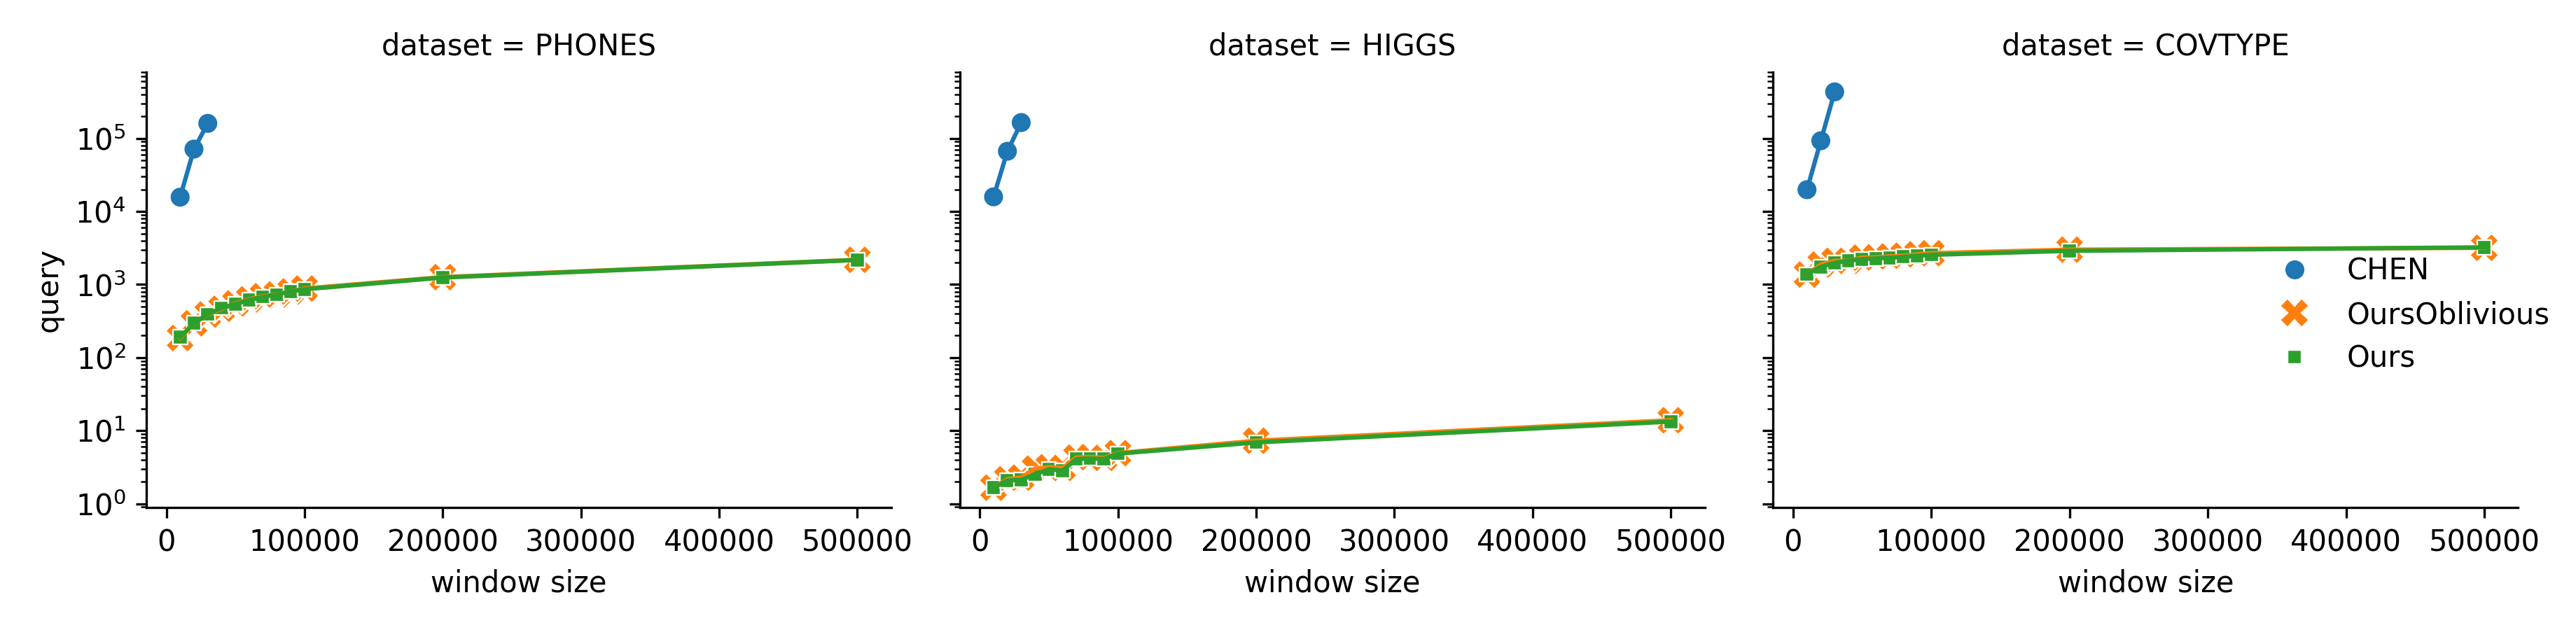 dataset = PHONES
dataset = HIGGS
dataset = COVTYPE
query
10^5
10^4
10^3
10^2
10^1
10^0
0 100000 200000 300000 400000 500000
0 100000 200000 300000 400000 500000
0 100000 200000 300000 400000 500000
window size
window size
window size
CHEN
OursOblivious
Ours